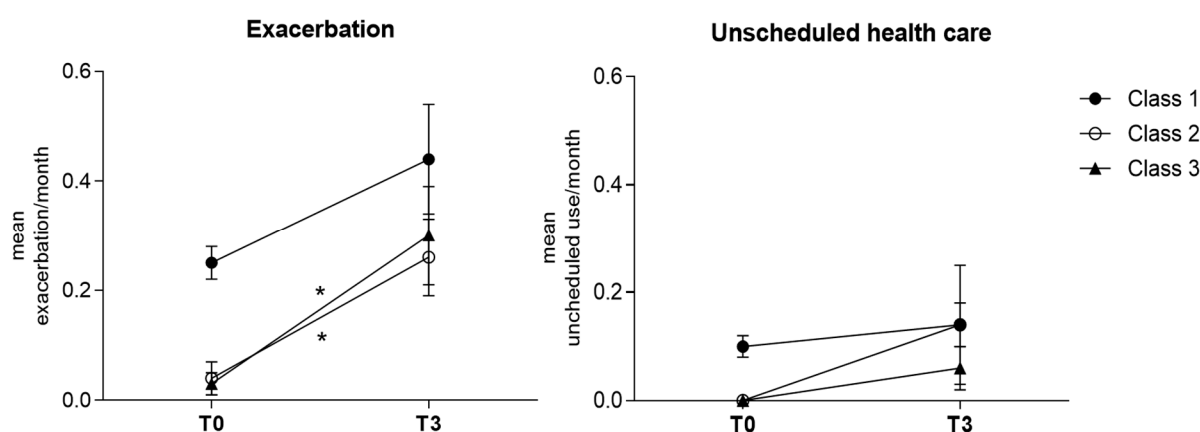 Exacerbation
0.6
0.4
0.2
0.0
mean
exacerbation/month
*
*
T0
T3
Unscheduled health care
0.6
0.4
0.2
0.0
mean
uncheduled use/month
T0
T3
Class 1
Class 2
Class 3